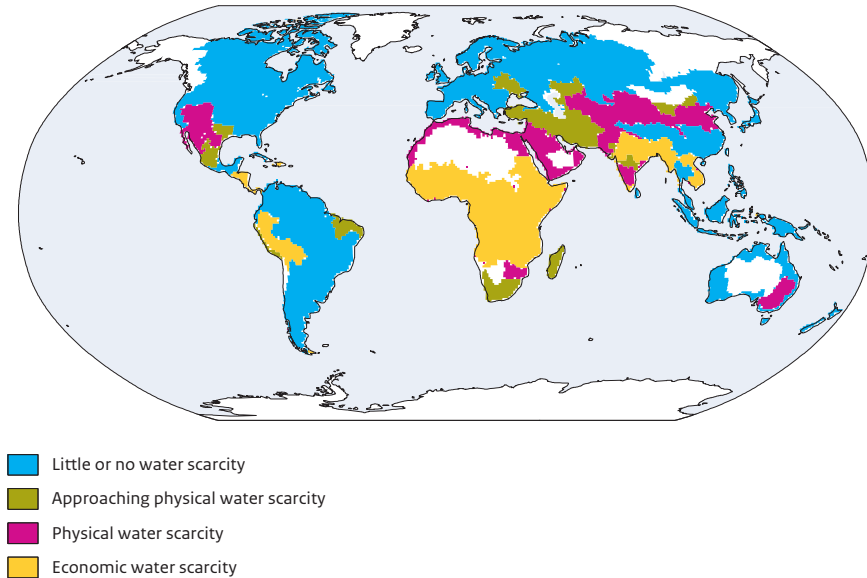 Little or no water scarcity
Approaching physical water scarcity
Physical water scarcity
Economic water scarcity